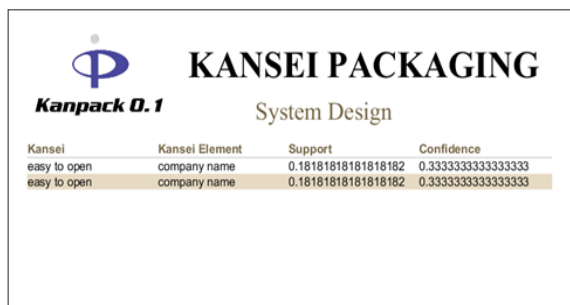 KANSEI PACKAGING
Kanpack 0.1
System Design
Kansei Kansei Element Support Confidence
easy to open company name 0.18181818181818182 0.3333333333333333
easy to open company name 0.18181818181818182 0.3333333333333333